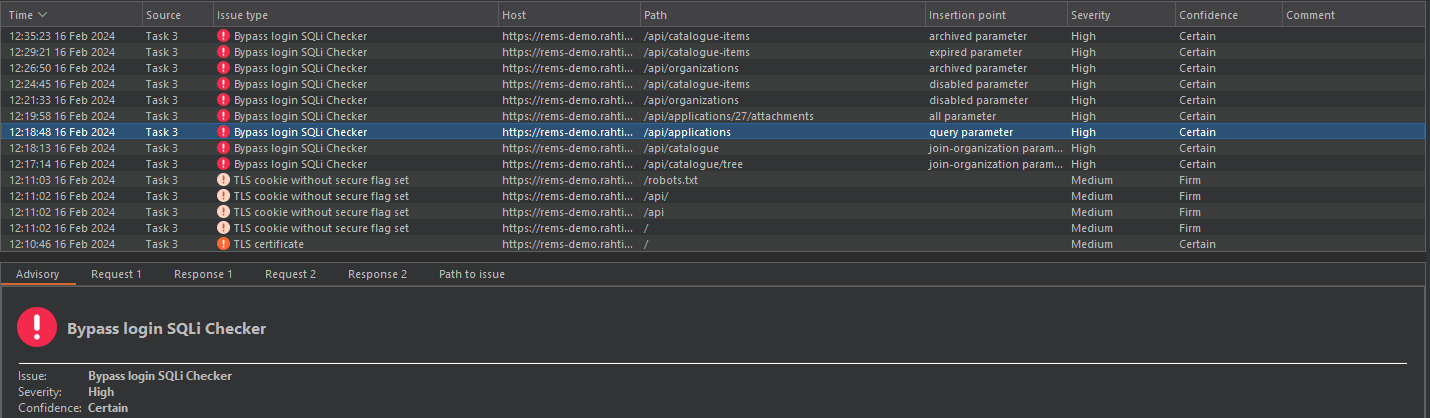 Time Source Issue type Host Path Insertion point Severity Confidence Comment
12:35:23 16 Feb 2024 Task 3 Bypass login SQLi Checker https://rems-demo.rahti... /api/catalogue-items archived parameter High Certain
12:29:21 16 Feb 2024 Task 3 Bypass login SQLi Checker https://rems-demo.rahti... /api/catalogue-items expired parameter High Certain
12:26:50 16 Feb 2024 Task 3 Bypass login SQLi Checker https://rems-demo.rahti... /api/organizations archived parameter High Certain
12:24:45 16 Feb 2024 Task 3 Bypass login SQLi Checker https://rems-demo.rahti... /api/catalogue-items disabled parameter High Certain
12:21:33 16 Feb 2024 Task 3 Bypass login SQLi Checker https://rems-demo.rahti... /api/organizations disabled parameter High Certain
12:19:58 16 Feb 2024 Task 3 Bypass login SQLi Checker https://rems-demo.rahti... /api/applications/27/attachments all parameter High Certain
12:18:48 16 Feb 2024 Task 3 Bypass login SQLi Checker https://rems-demo.rahti... /api/applications query parameter High Certain
12:18:13 16 Feb 2024 Task 3 Bypass login SQLi Checker https://rems-demo.rahti... /api/catalogue join-organization param... High Certain
12:17:14 16 Feb 2024 Task 3 Bypass login SQLi Checker https://rems-demo.rahti... /api/catalogue/tree join-organization param... High Certain
12:11:03 16 Feb 2024 Task 3 TLS cookie without secure flag set https://rems-demo.rahti... /robots.txt Medium Firm
12:11:02 16 Feb 2024 Task 3 TLS cookie without secure flag set https://rems-demo.rahti... /api/ Medium Firm
12:11:02 16 Feb 2024 Task 3 TLS cookie without secure flag set https://rems-demo.rahti... /api Medium Firm
12:11:02 16 Feb 2024 Task 3 TLS cookie without secure flag set https://rems-demo.rahti... / Medium Firm
12:10:46 16 Feb 2024 Task 3 TLS certificate https://rems-demo.rahti... / Medium Certain
Advisory Request 1 Response 1 Request 2 Response 2 Path to issue
Bypass login SQLi Checker
Issue: Bypass login SQLi Checker
Severity: High
Confidence: Certain